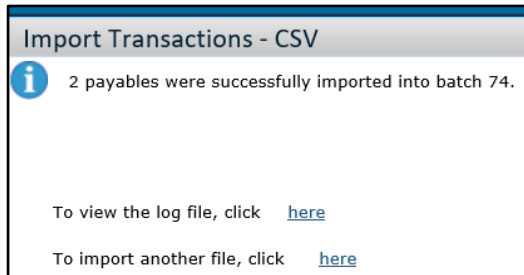 Import Transactions - CSV
2 payables were successfully imported into batch 74.
To view the log file, click here
To import another file, click here